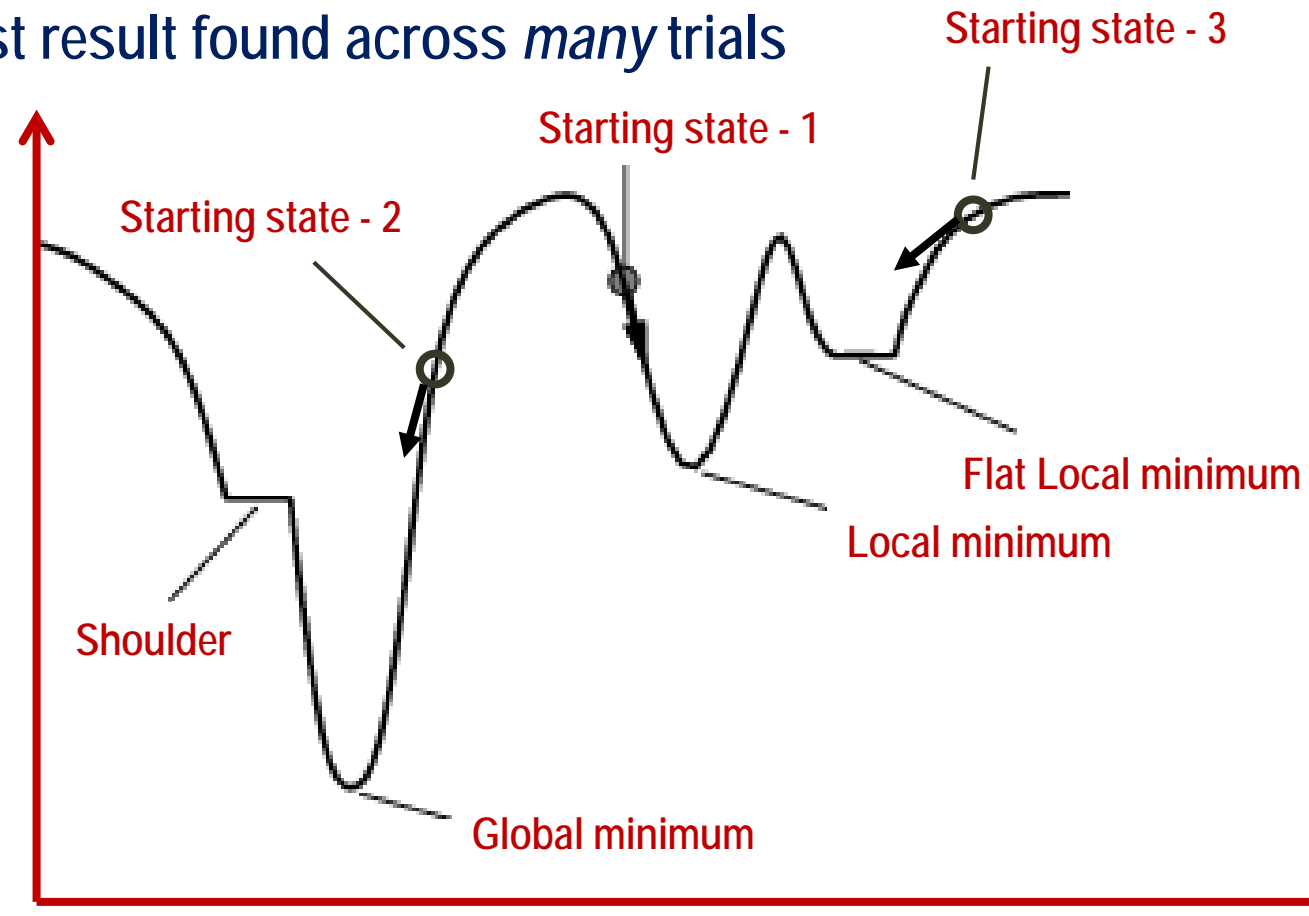 st result found across many trials
Starting state - 3
Starting state - 1
Starting state - 2
Flat Local minimum
Local minimum
Shoulder
Global minimum